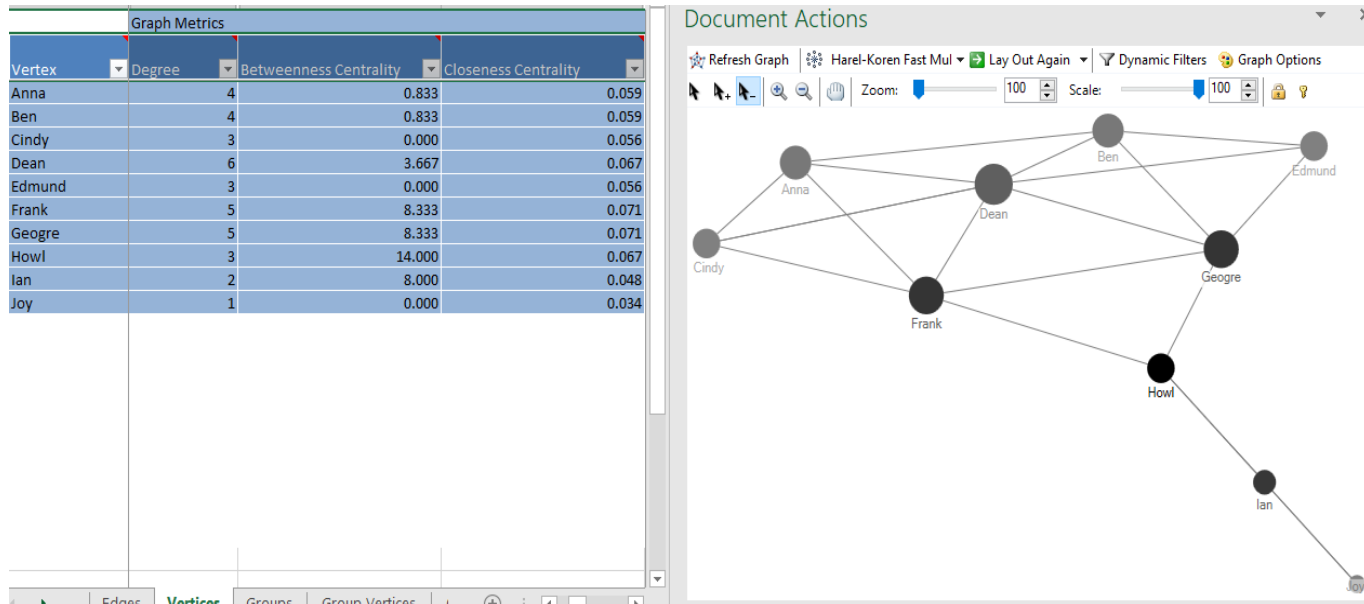 Graph Metrics
Vertex Degree Betweenness Centrality Closeness Centrality
Anna 4 0.833 0.059
Ben 4 0.833 0.059
Cindy 3 0.000 0.056
Dean 6 3.667 0.067
Edmund 3 0.000 0.056
Frank 5 8.333 0.071
Geogre 5 8.333 0.071
Howl 3 14.000 0.067
Ian 2 8.000 0.048
Joy 1 0.000 0.034
Edges Vertices Groups Group Vertices
Document Actions
Refresh Graph Harel-Koren Fast Mul Lay Out Again Dynamic Filters Graph Options
Zoom: 100 Scale: 100
Ben
Edmund
Anna
Dean
Cindy
Geogre
Frank
Howl
Ian
Joy